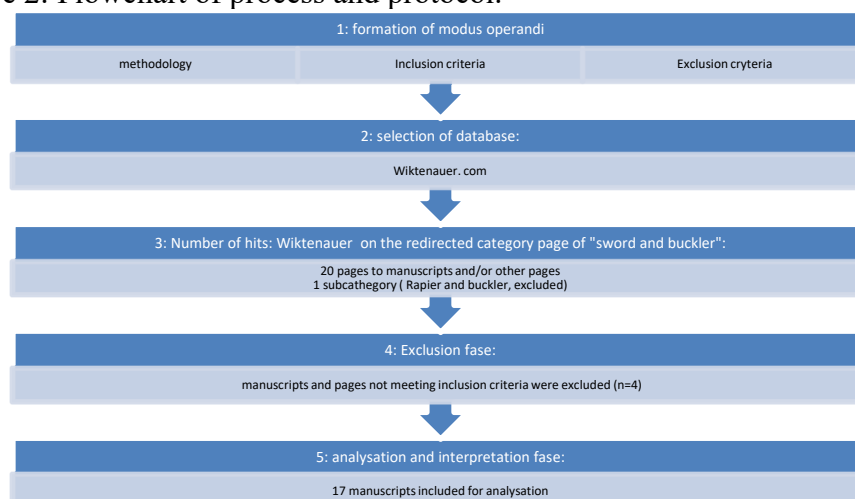 e 2: Flowchart of process and protocol.
1: formation of modus operandi
methodology
Inclusion criteria
Exclusion cryteria
2: selection of database:
Wiktenauer. com
3: Number of hits: Wiktenauer on the redirected category page of "sword and buckler":
20 pages to manuscripts and/or other pages
1 subcathegory ( Rapier and buckler, excluded)
4: Exclusion fase:
manuscripts and pages not meeting inclusion criteria were excluded (n=4)
5: analysation and interpretation fase:
17 manuscripts included for analysation